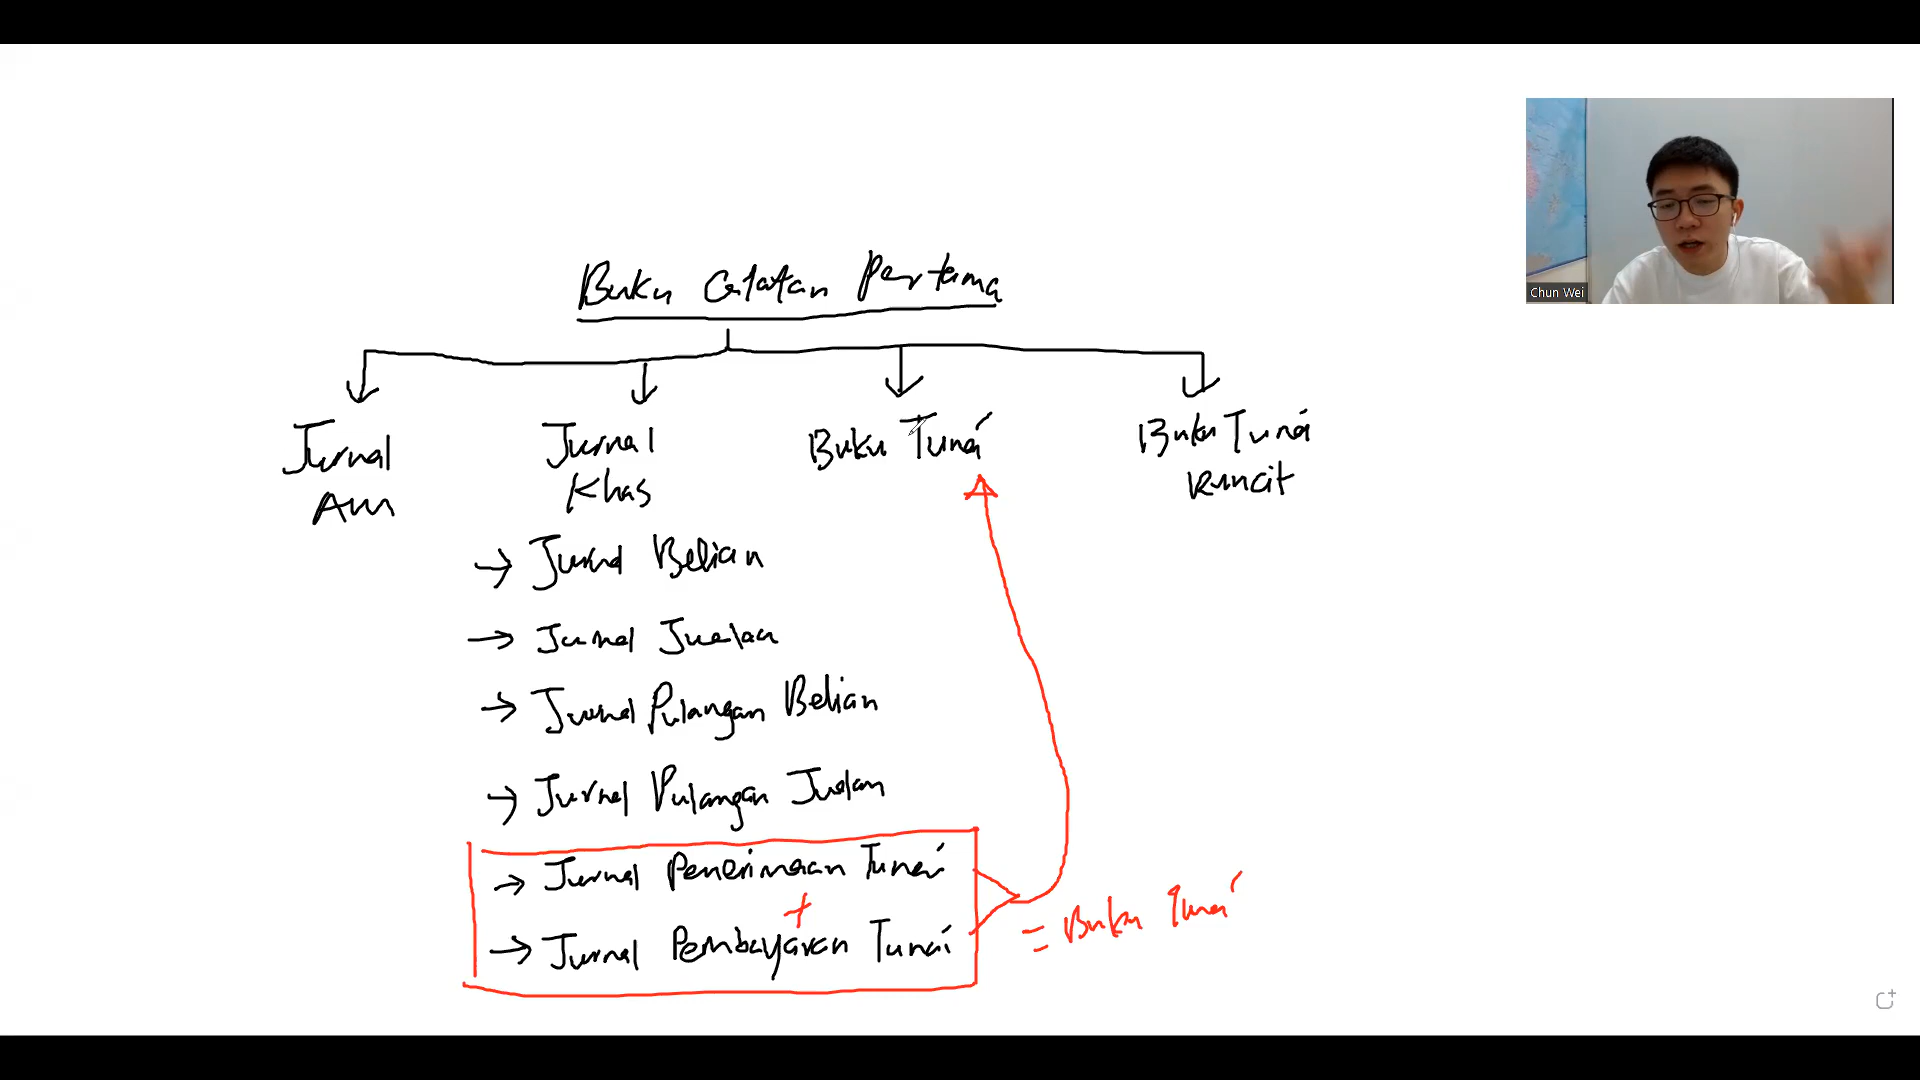 Buku Catatan Pertama
Jurnal
Am
Jurnal
Khas
Buku Tunai
Buku Tunai
Runcit
→ Jurnal Belian
→ Jurnal Jualan
→ Jurnal Pulangan Belian
→ Jurnal Pulangan Jualan
→ Jurnal Penerimaan Tunai
+
→ Jurnal Pembayaran Tunai
= Buku Tunai
Chun Wei